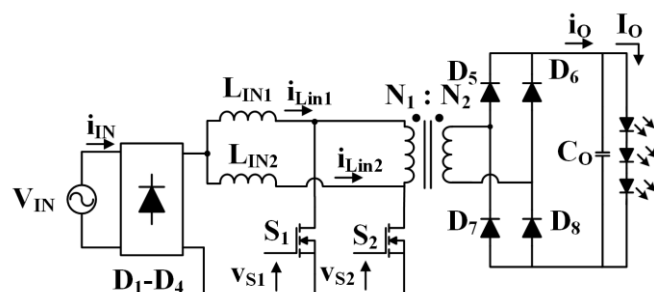 i_O I_O
D_5 D_6
L_IN1 i_Lin1 N_1 : N_2
i_IN
L_IN2 i_Lin2 C_O
V_IN
S_1 S_2 D_7 D_8
D_1-D_4 v_S1 v_S2